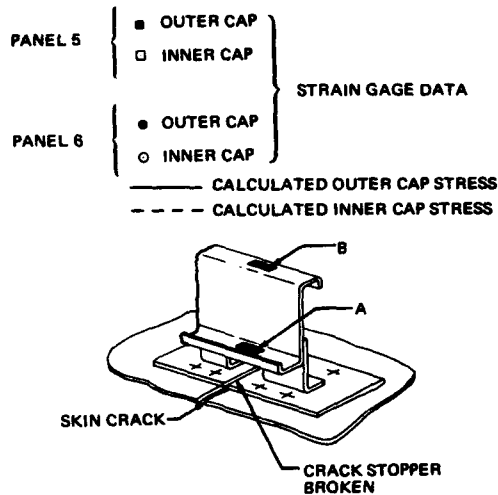 PANEL 5
OUTER CAP
INNER CAP
STRAIN GAGE DATA
PANEL 6
OUTER CAP
INNER CAP
CALCULATED OUTER CAP STRESS
CALCULATED INNER CAP STRESS
B
A
SKIN CRACK
CRACK STOPPER
BROKEN